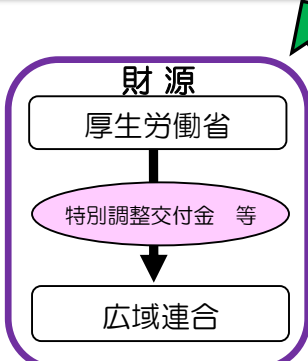 財源
厚生労働省
特別調整交付金　等
広域連合